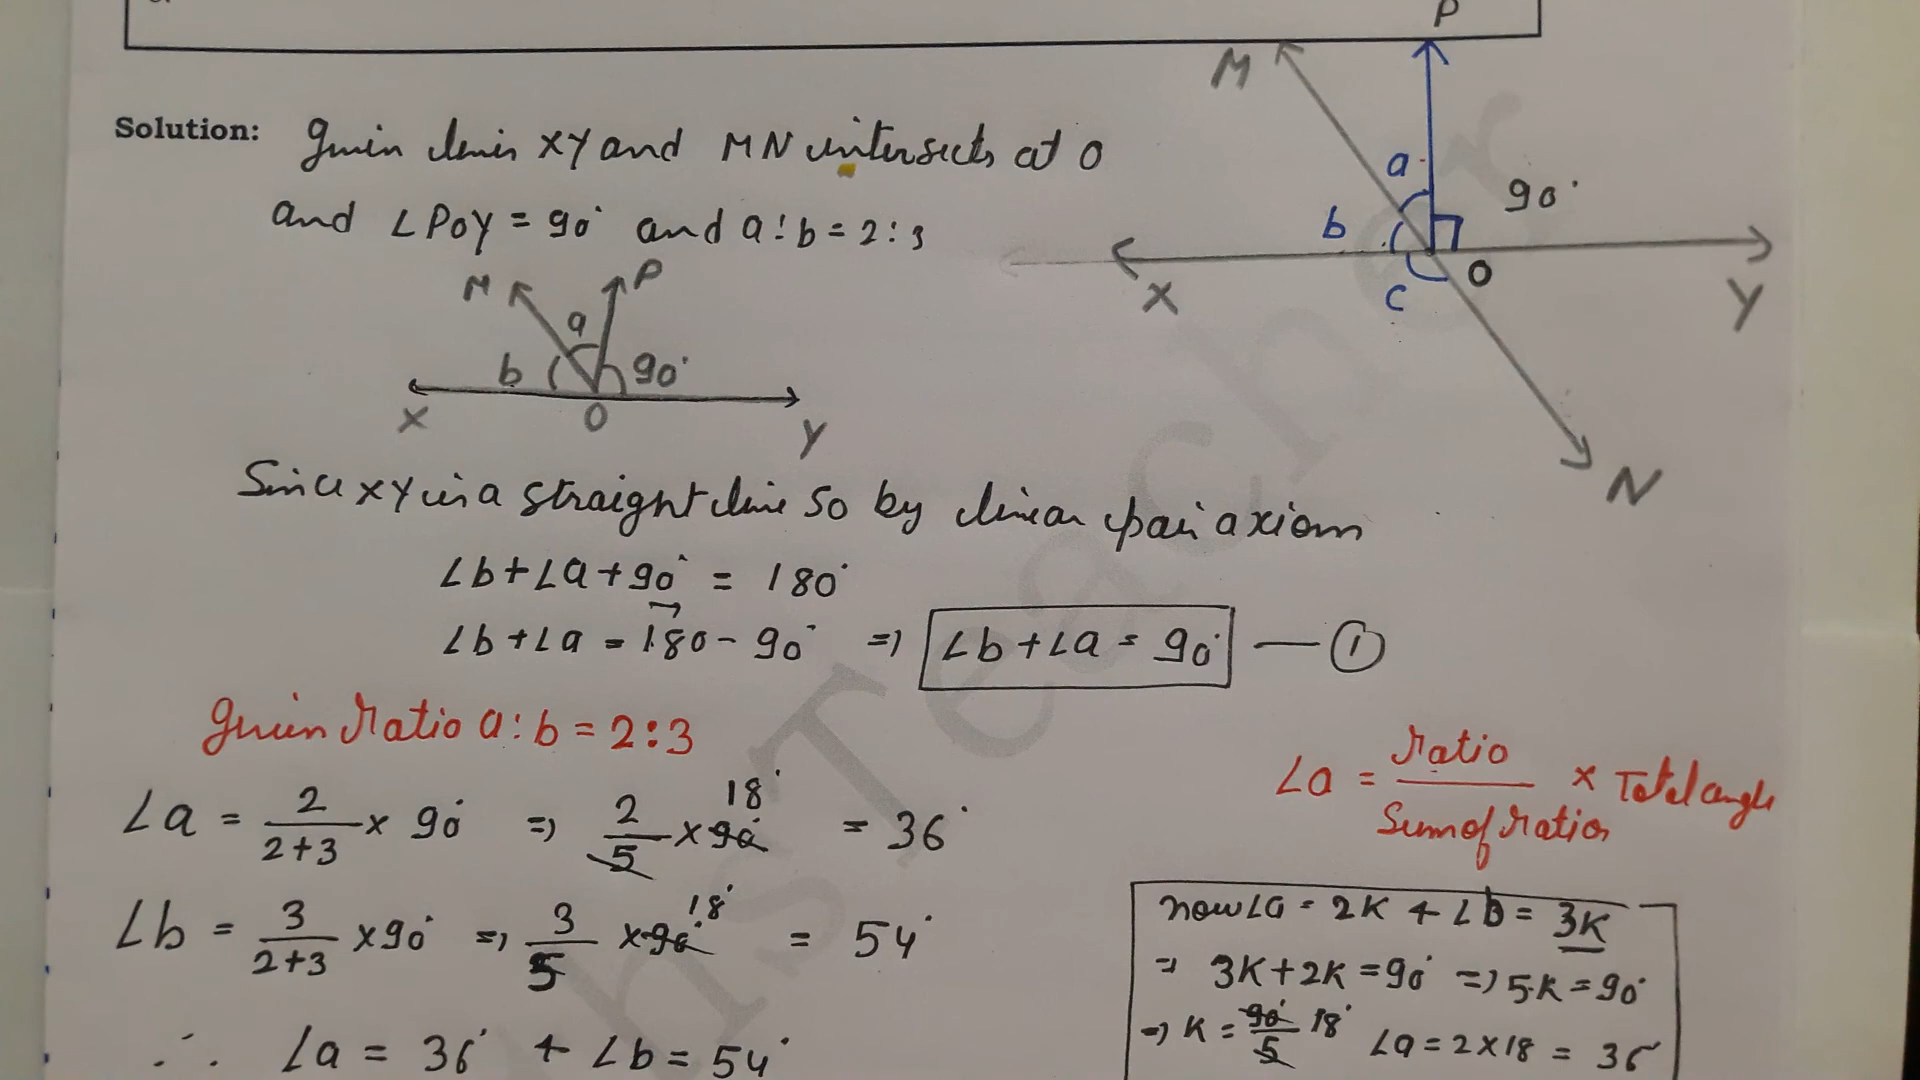 P
M
a
90°
b
O
X
C
Y
N
Solution: Given lines XY and MN intersects at O
and ∠POY = 90° and a:b = 2:3
M
P
a
b
90°
X
O
Y
Since XY is a straight line so by linear pair axiom
∠b+∠a+90° = 180°
∠b+∠a = 180 - 90° => ∠b+∠a = 90° — ①
given ratio a:b = 2:3
∠a = ratio / Sum of ratios × Total angle
∠a = 2/2+3 × 90° => 2/5 × 90° 18° = 36°
∠b = 3/2+3 × 90° => 3/5 × 90° 18° = 54°
∴ ∠a = 36° + ∠b = 54°
now ∠a = 2K + ∠b = 3K
= 3K+2K = 90° => 5.K = 90°
=> K = 90°/5 18° ∠a = 2×18 = 36°